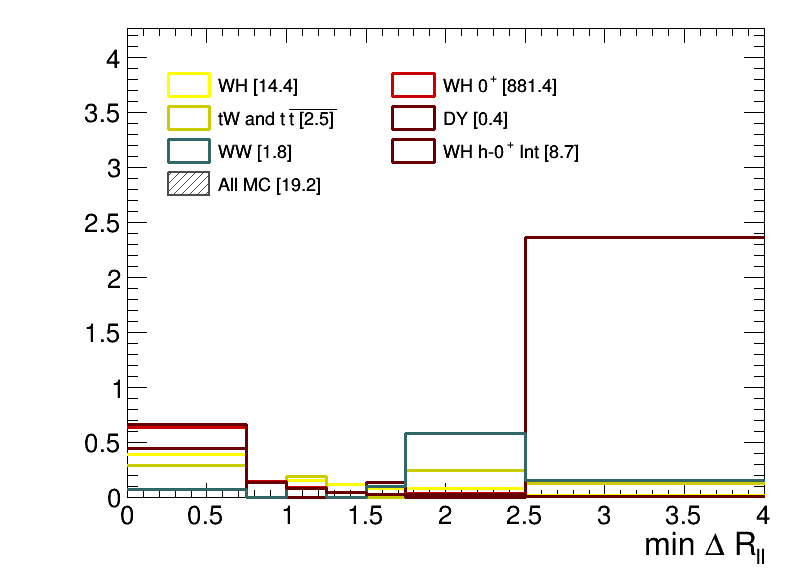 4
3.5
3
2.5
2
1.5
1
0.5
0
WH [14.4]
WH 0+ [881.4]
tW and t t [2.5]
DY [0.4]
WW [1.8]
WH h-0+ Int [8.7]
All MC [19.2]
0 0.5 1 1.5 2 2.5 3 3.5 4
min Δ R_ll